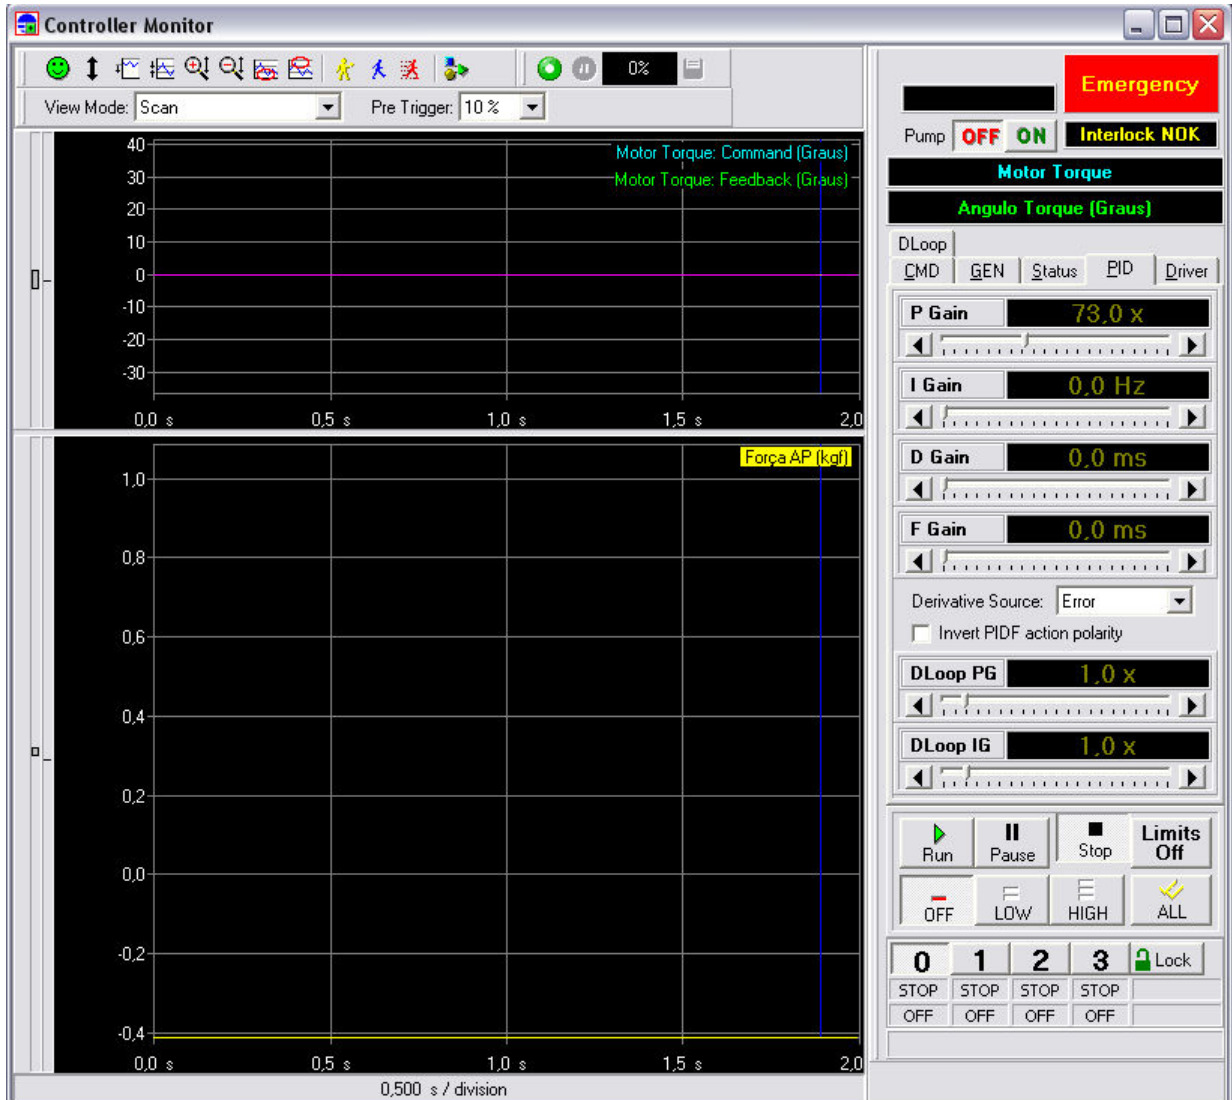 Controller Monitor
0%
View Mode: Scan
Pre Trigger: 10 %
40
30
20
10
0
-10
-20
-30
Motor Torque: Command (Graus)
Motor Torque: Feedback (Graus)
0,0 s 0,5 s 1,0 s 1,5 s 2,0
Força AP (kgf)
1,0
0,8
0,6
0,4
0,2
0,0
-0,2
-0,4
0,0 s 0,5 s 1,0 s 1,5 s 2,0
0,500 s / division
Emergency
Pump OFF ON Interlock NOK
Motor Torque
Angulo Torque (Graus)
DLoop
CMD GEN Status PID Driver
P Gain 73,0 x
I Gain 0,0 Hz
D Gain 0,0 ms
F Gain 0,0 ms
Derivative Source: Error
Invert PIDF action polarity
DLoop PG 1,0 x
DLoop IG 1,0 x
Run Pause Stop Limits Off
OFF LOW HIGH ALL
0 1 2 3 Lock
STOP STOP STOP STOP
OFF OFF OFF OFF